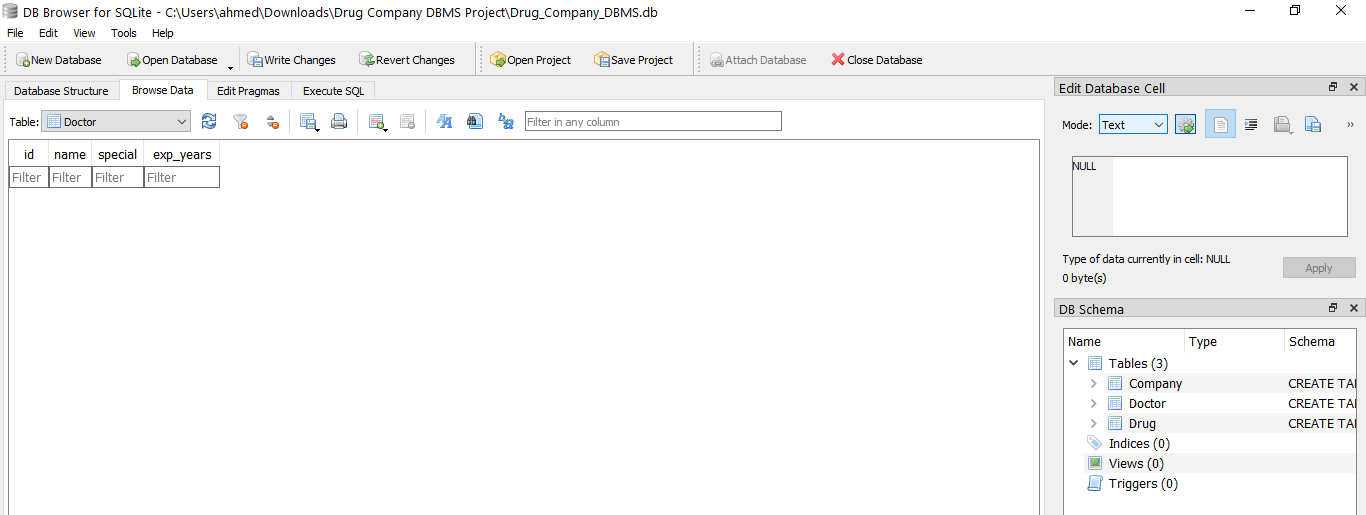 DB Browser for SQLite - C:\Users\ahmed\Downloads\Drug Company DBMS Project\Drug_Company_DBMS.db
File Edit View Tools Help
New Database Open Database Write Changes Revert Changes Open Project Save Project Attach Database Close Database
Database Structure Browse Data Edit Pragmas Execute SQL
Table: Doctor Filter in any column
id name special exp_years
Filter Filter Filter Filter
Edit Database Cell
Mode: Text
NULL
Type of data currently in cell: NULL
0 byte(s)
Apply
DB Schema
Name Type Schema
Tables (3)
Company CREATE TA
Doctor CREATE TA
Drug CREATE TA
Indices (0)
Views (0)
Triggers (0)